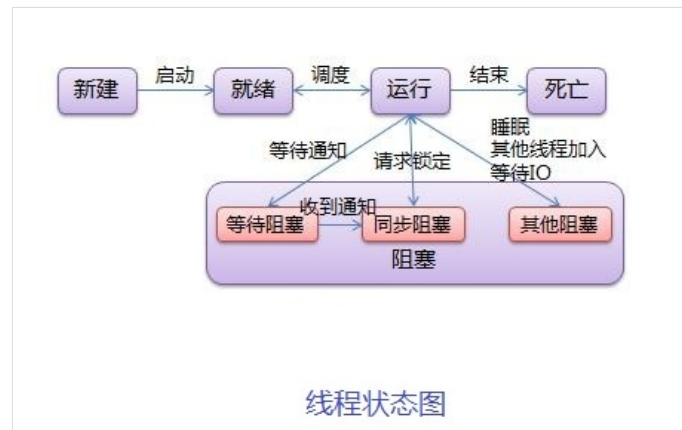 启动
调度
结束
新建
就绪
运行
死亡
等待通知
请求锁定
睡眠
其他线程加入
等待IO
收到通知
等待阻塞
同步阻塞
其他阻塞
阻塞
线程状态图